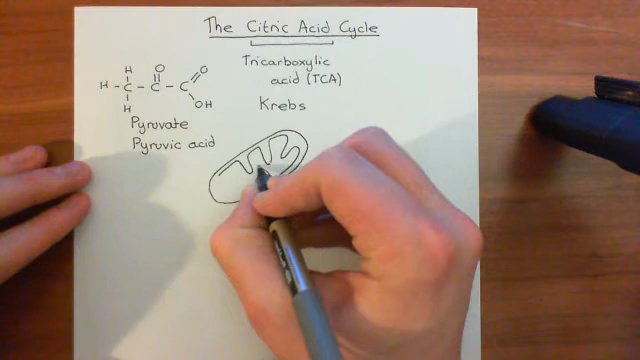 The Citric Acid Cycle
Tricarboxylic
acid (TCA)
Krebs
H O O
H - C - C - C
H OH
Pyruvate
Pyruvic acid